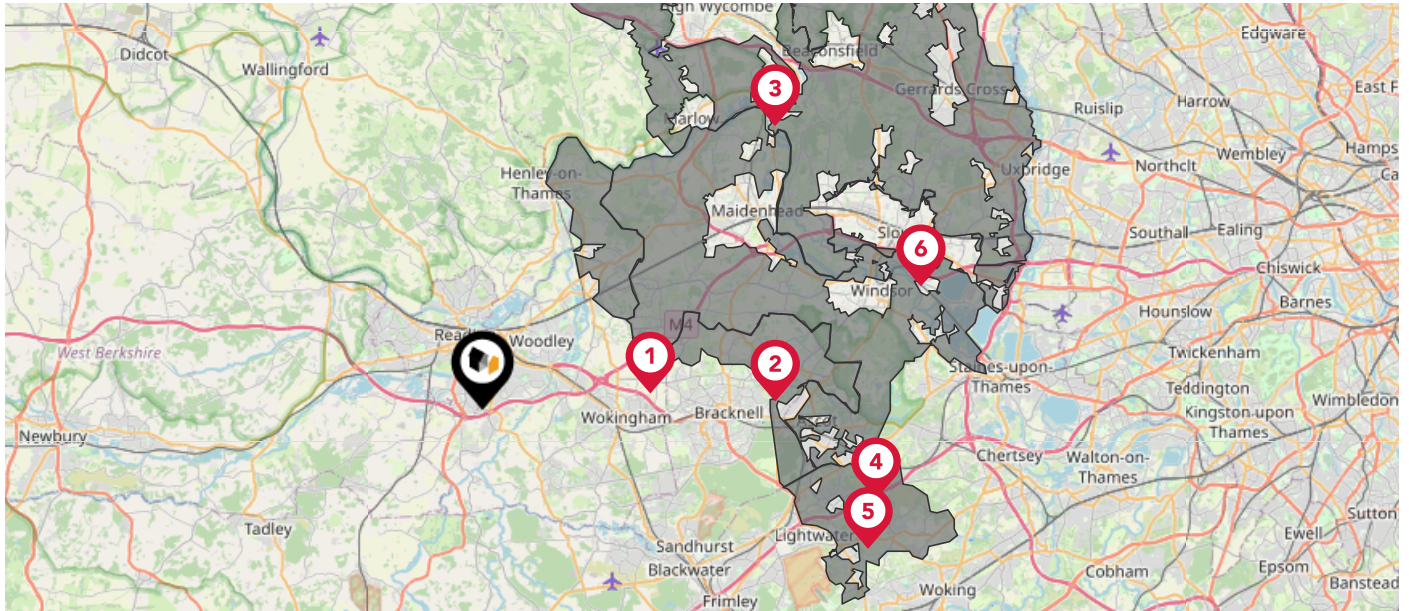 High Wycombe
Didcot
Edgware
Beaconsfield
Wallingford
3
Gerrards Cross
East F
Ruislip
Harrow
Marlow
Wembley
Hamps
Northolt
Uxbridge
Henley-on-
Thames
Ca
Maidenhead
Slou
Southall
Ealing
6
Chiswick
Windsor
Barnes
Hounslow
M4
Read
Woodley
West Berkshire
1
2
Twickenham
Staines-upon-
Thames
Teddington
Wimbledon
Kingston upon
Thames
Wokingham
Bracknell
Newbury
Chertsey
Walton-on-
Thames
4
5
Sutton
Tadley
Lightwater
Ewell
Sandhurst
Blackwater
Epsom
Cobham
Woking
Banstead
Frimley